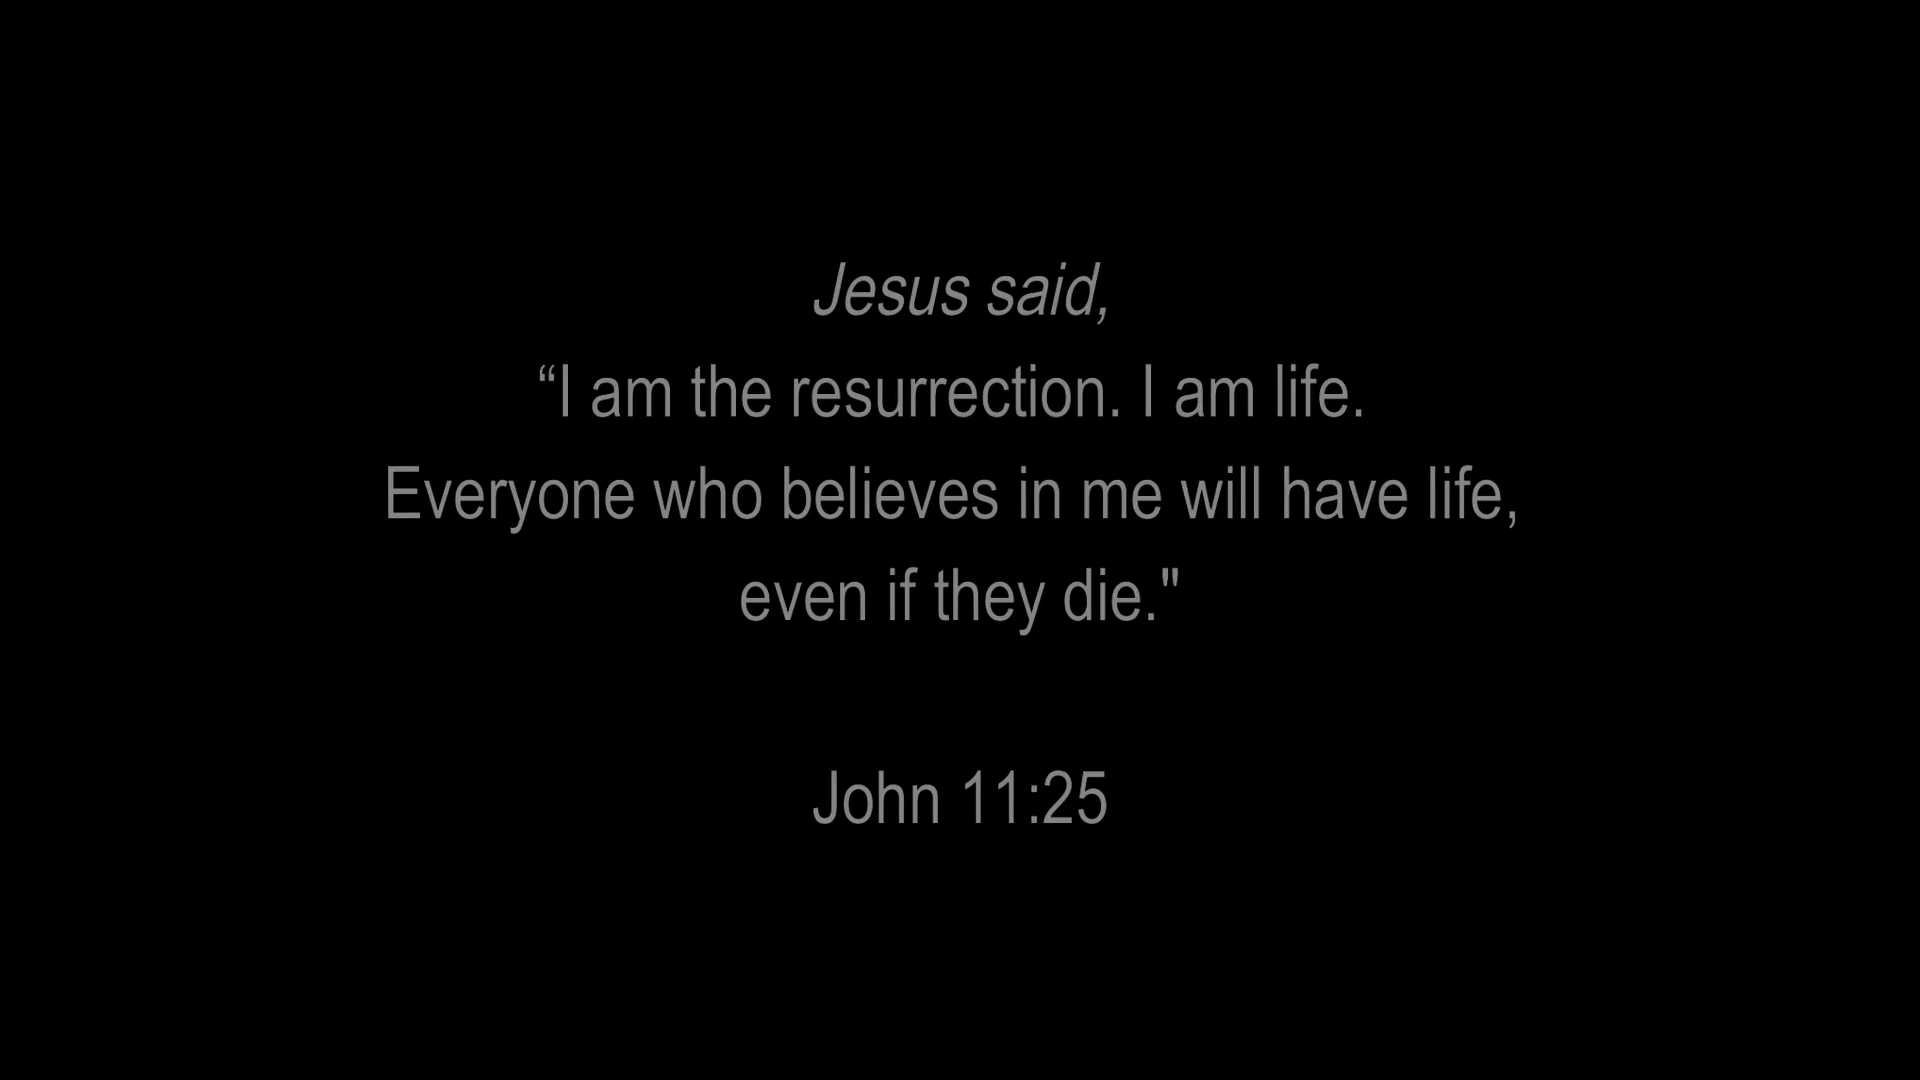 Jesus said,
“I am the resurrection. I am life.
Everyone who believes in me will have life,
even if they die."
John 11:25